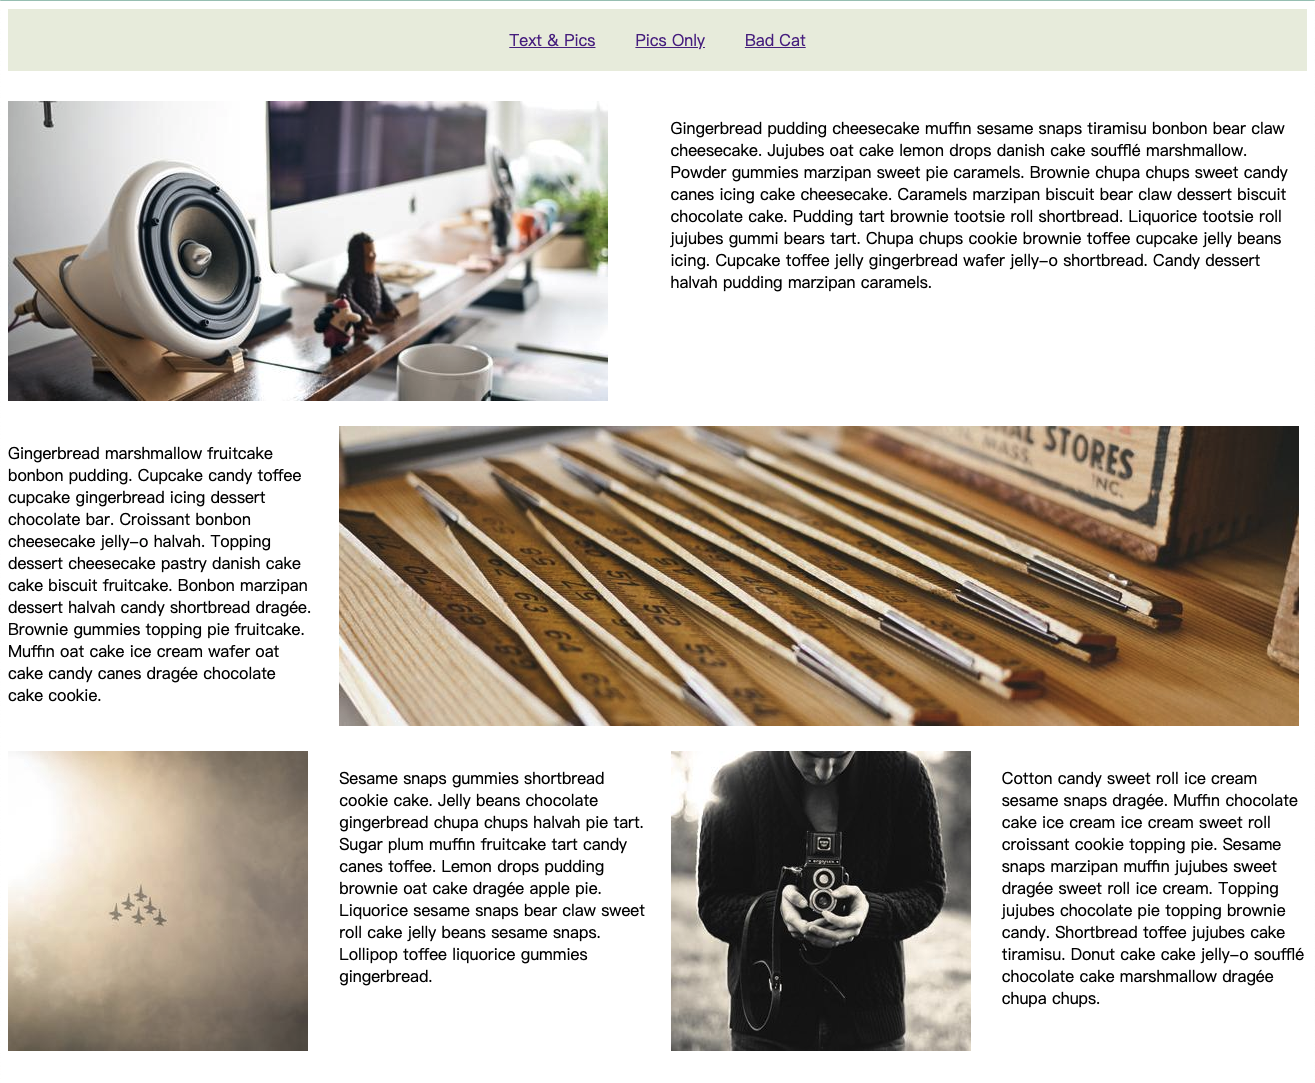 Text & Pics Pics Only Bad Cat
Gingerbread pudding cheesecake muffin sesame snaps tiramisu bonbon bear claw
cheesecake. Jujubes oat cake lemon drops danish cake soufflé marshmallow.
Powder gummies marzipan sweet pie caramels. Brownie chupa chups sweet candy
canes icing cake cheesecake. Caramels marzipan biscuit bear claw dessert biscuit
chocolate cake. Pudding tart brownie tootsie roll shortbread. Liquorice tootsie roll
jujubes gummi bears tart. Chupa chups cookie brownie toffee cupcake jelly beans
icing. Cupcake toffee jelly gingerbread wafer jelly-o shortbread. Candy dessert
halvah pudding marzipan caramels.
Gingerbread marshmallow fruitcake
bonbon pudding. Cupcake candy toffee
cupcake gingerbread icing dessert
chocolate bar. Croissant bonbon
cheesecake jelly-o halvah. Topping
dessert cheesecake pastry danish cake
cake biscuit fruitcake. Bonbon marzipan
dessert halvah candy shortbread dragée.
Brownie gummies topping pie fruitcake.
Muffin oat cake ice cream wafer oat
cake candy canes dragée chocolate
cake cookie.
STORES
MASS.
INC.
Sesame snaps gummies shortbread
cookie cake. Jelly beans chocolate
gingerbread chupa chups halvah pie tart.
Sugar plum muffin fruitcake tart candy
canes toffee. Lemon drops pudding
brownie oat cake dragée apple pie.
Liquorice sesame snaps bear claw sweet
roll cake jelly beans sesame snaps.
Lollipop toffee liquorice gummies
gingerbread.
Cotton candy sweet roll ice cream
sesame snaps dragée. Muffin chocolate
cake ice cream ice cream sweet roll
croissant cookie topping pie. Sesame
snaps marzipan muffin jujubes sweet
dragée sweet roll ice cream. Topping
jujubes chocolate pie topping brownie
candy. Shortbread toffee jujubes cake
tiramisu. Donut cake cake jelly-o soufflé
chocolate cake marshmallow dragée
chupa chups.